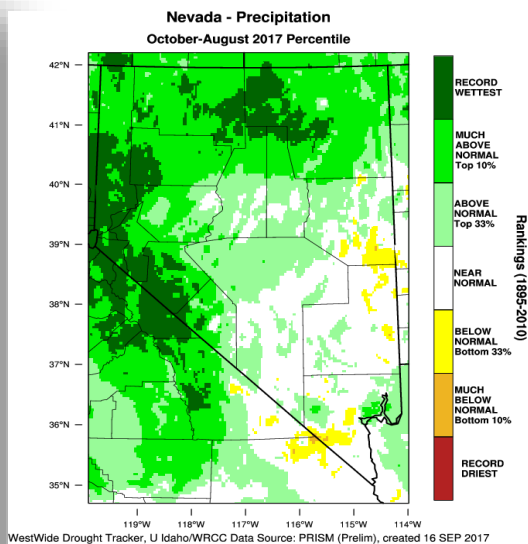 Nevada - Precipitation
October-August 2017 Percentile
42°N
41°N
40°N
39°N
38°N
37°N
36°N
35°N
119°W
118°W
117°W
116°W
115°W
114°W
RECORD
WETTEST
MUCH
ABOVE
NORMAL
Top 10%
ABOVE
NORMAL
Top 33%
NEAR
NORMAL
BELOW
NORMAL
Bottom 33%
MUCH
BELOW
NORMAL
Bottom 10%
RECORD
DRIEST
Rankings (1895-2010)
WestWide Drought Tracker, U Idaho/WRCC Data Source: PRISM (Prelim), created 16 SEP 2017